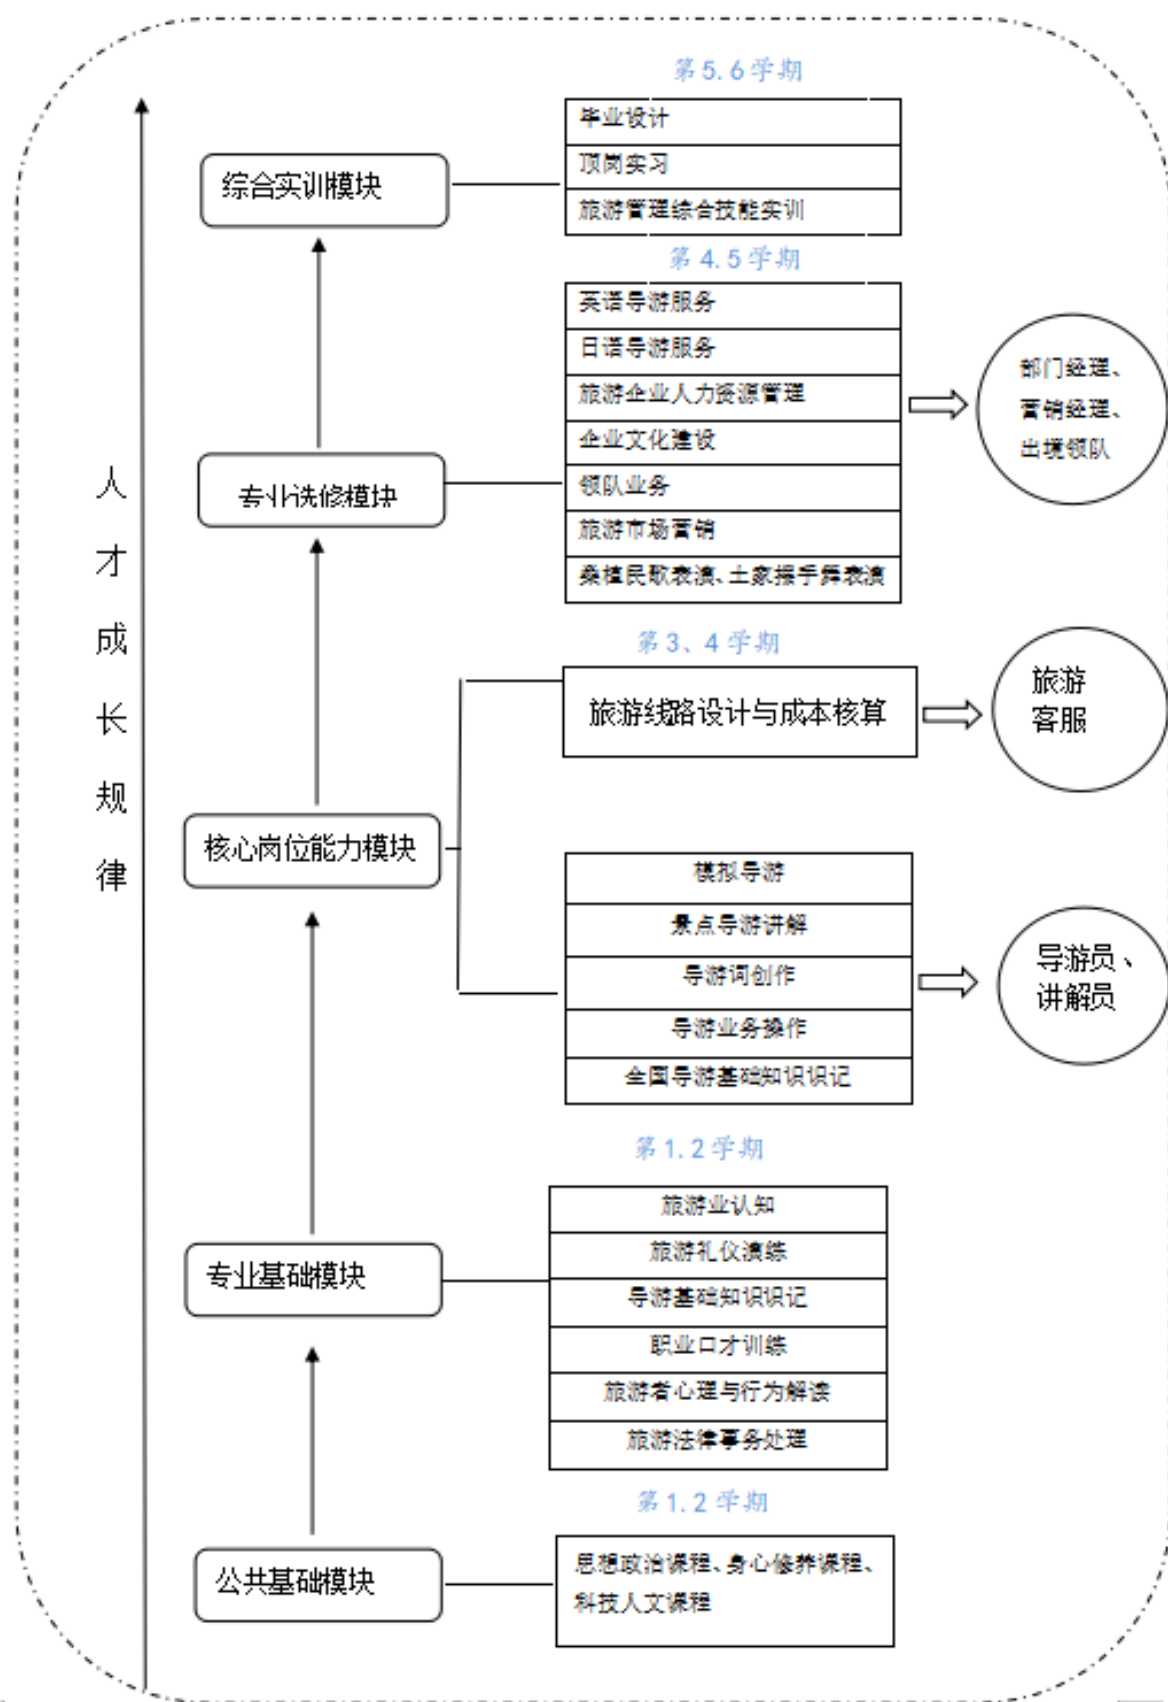 第5.6学期
毕业设计
顶岗实习
旅游管理综合技能实训
综合实训模块
第4.5学期
英语导游服务
日语导游服务
旅游企业人力资源管理
企业文化建设
领队业务
旅游市场营销
桑植民歌表演、土家摆手舞表演
专业选修模块
部门经理、
营销经理、
出境领队
人才成长规律
第3、4学期
旅游线路设计与成本核算
旅游
客服
核心岗位能力模块
模拟导游
景点导游讲解
导游词创作
导游业务操作
全国导游基础知识识记
导游员、
讲解员
第1.2学期
旅游业认知
旅游礼仪演练
导游基础知识识记
职业口才训练
旅游者心理与行为解读
旅游法律事务处理
专业基础模块
第1.2学期
思想政治课程、身心修养课程、
科技人文课程
公共基础模块